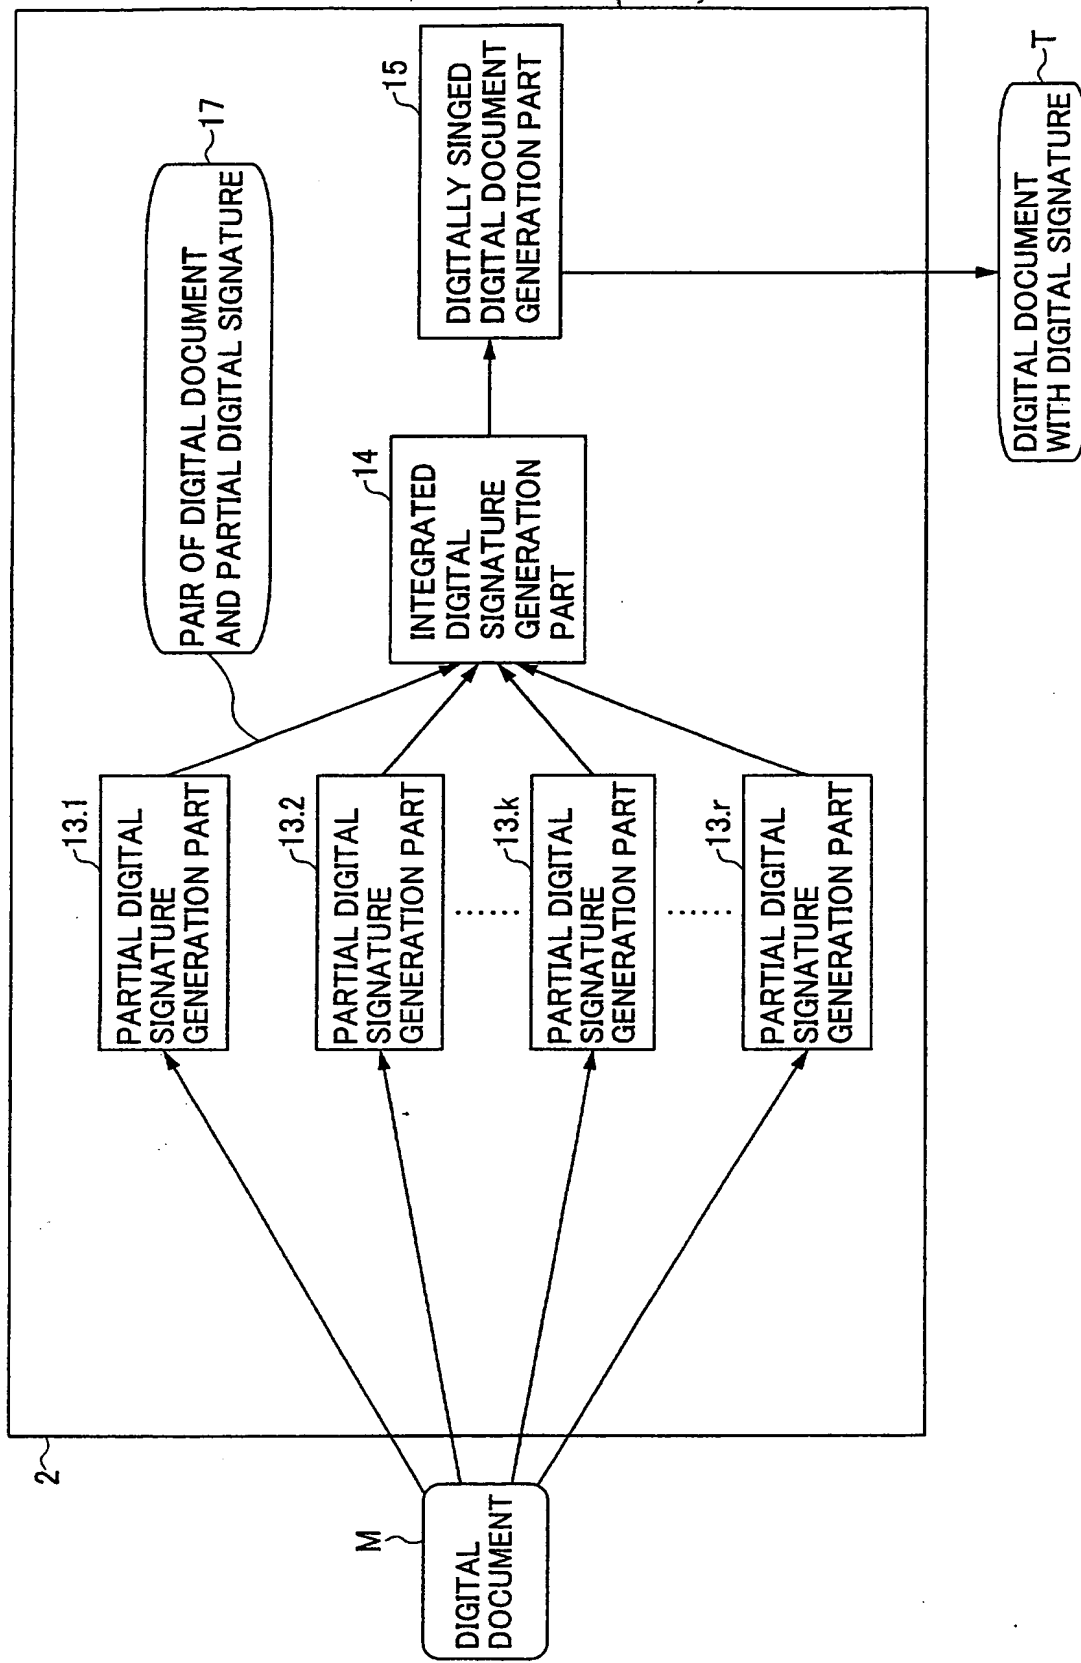 2
M
DIGITAL
DOCUMENT
13.1
PARTIAL DIGITAL
SIGNATURE
GENERATION PART
13.2
PARTIAL DIGITAL
SIGNATURE
GENERATION PART
........
13.k
PARTIAL DIGITAL
SIGNATURE
GENERATION PART
........
13.r
PARTIAL DIGITAL
SIGNATURE
GENERATION PART
17
PAIR OF DIGITAL DOCUMENT
AND PARTIAL DIGITAL SIGNATURE
14
INTEGRATED
DIGITAL
SIGNATURE
GENERATION
PART
15
DIGITALLY SINGED
DIGITAL DOCUMENT
GENERATION PART
T
DIGITAL DOCUMENT
WITH DIGITAL SIGNATURE